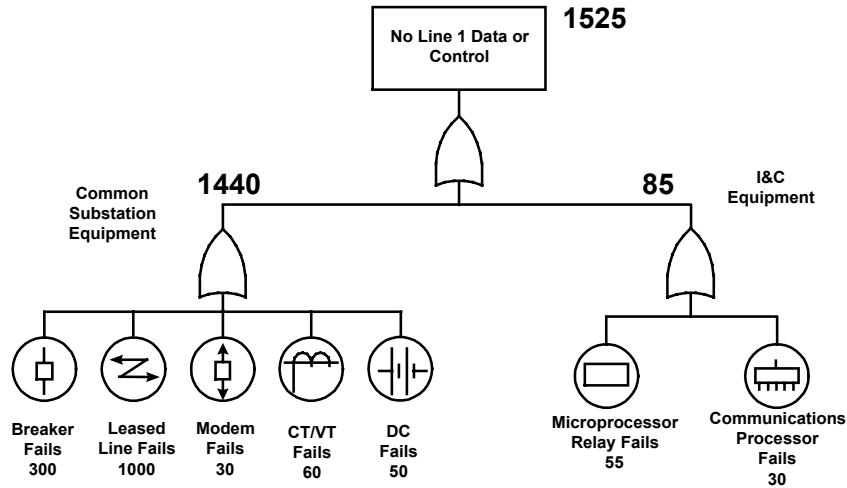 No Line 1 Data or
Control
1525
Common
Substation
Equipment
1440
85
I&C
Equipment
Breaker
Fails
300
Leased
Line Fails
1000
Modem
Fails
30
CT/VT
Fails
60
DC
Fails
50
Microprocessor
Relay Fails
55
Communications
Processor
Fails
30